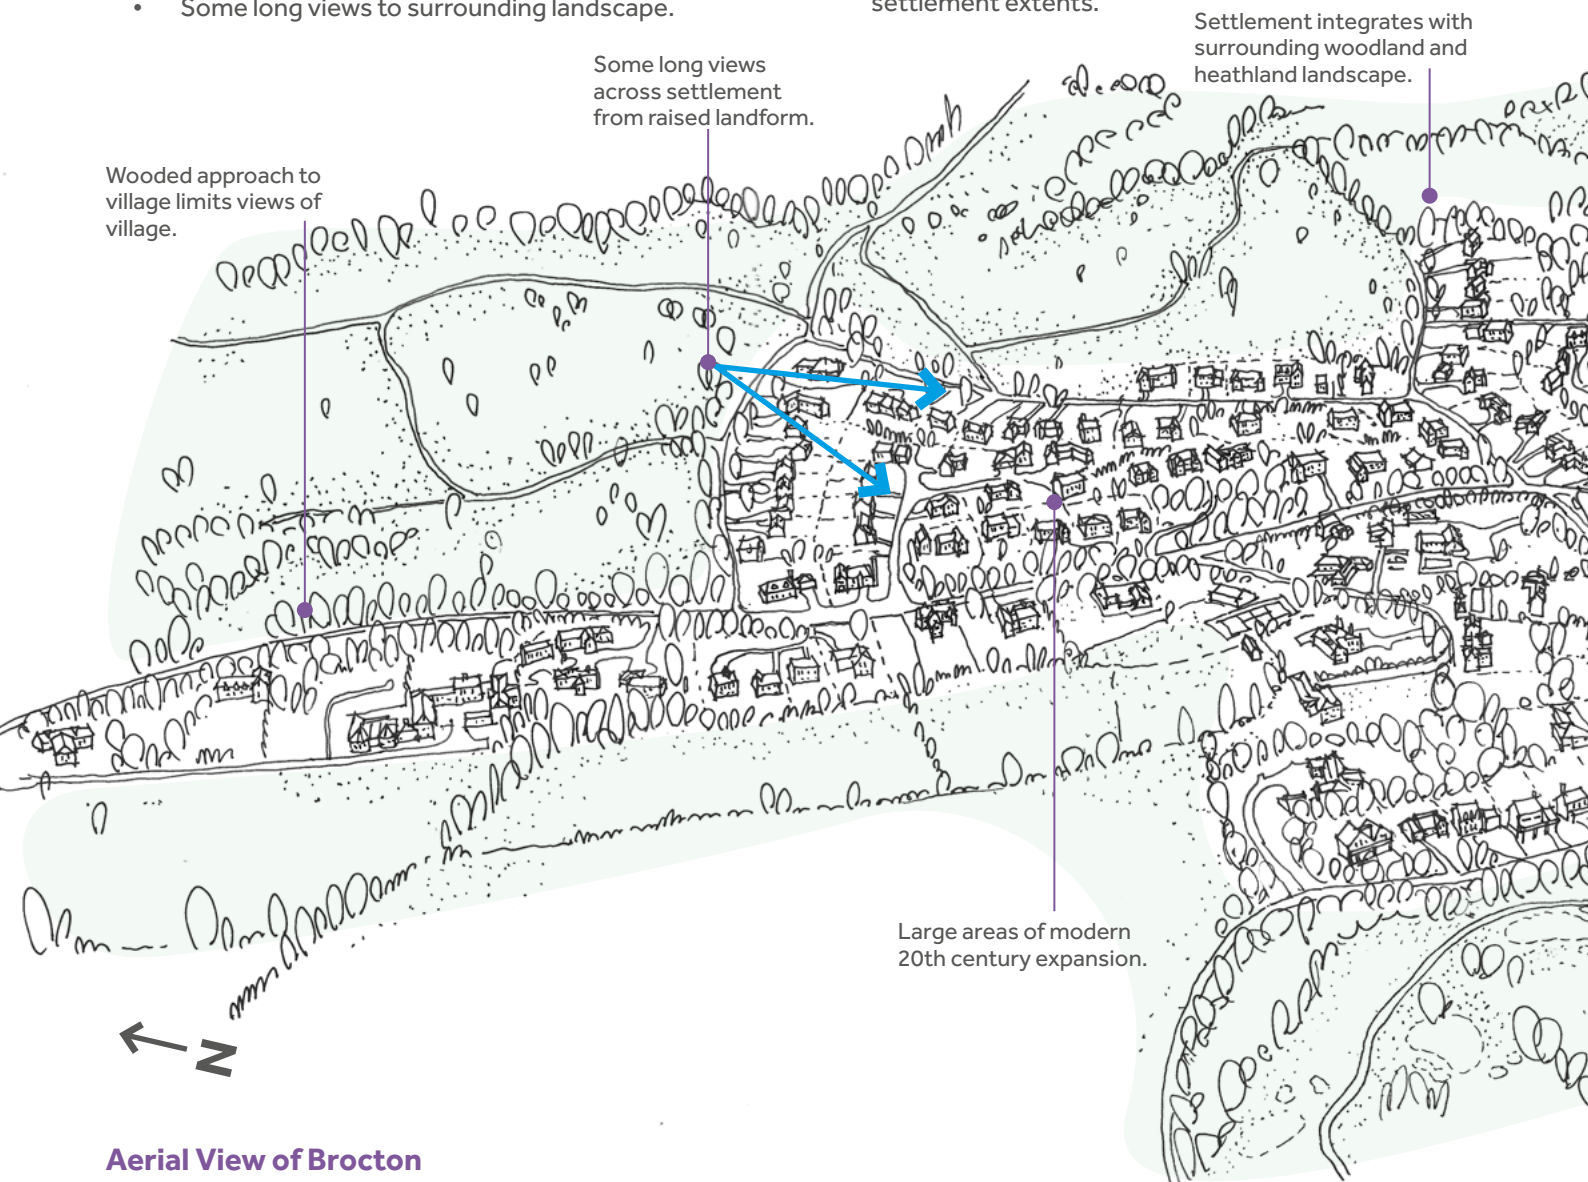 • Some long views to surrounding landscape.
settlement extents.
Settlement integrates with
surrounding woodland and
heathland landscape.
Some long views
across settlement
from raised landform.
Wooded approach to
village limits views of
village.
Large areas of modern
20th century expansion.
N
Aerial View of Brocton